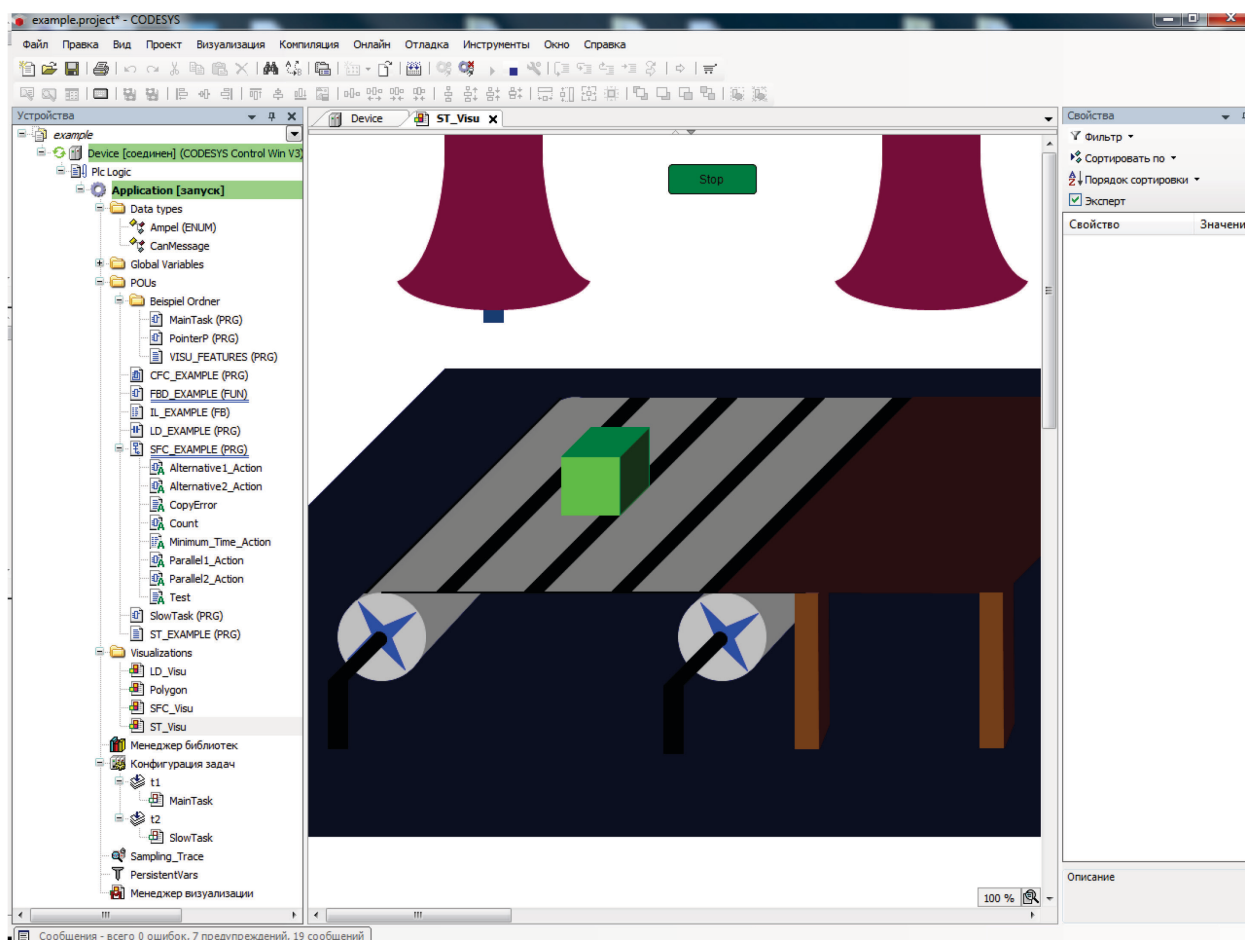 example.project* - CODESYS
Файл Правка Вид Проект Визуализация Компиляция Онлайн Отладка Инструменты Окно Справка
Устройства
Device
ST_Visu
Свойства
example
Device [соединен] (CODESYS Control Win V3)
Plc Logic
Application [запуск]
Data types
Ampel (ENUM)
CanMessage
Global Variables
POUs
Beispiel Ordner
MainTask (PRG)
PointerP (PRG)
VISU_FEATURES (PRG)
CFC_EXAMPLE (PRG)
FBD_EXAMPLE (FUN)
IL_EXAMPLE (FB)
LD_EXAMPLE (PRG)
SFC_EXAMPLE (PRG)
Alternative1_Action
Alternative2_Action
CopyError
Count
Minimum_Time_Action
Parallel1_Action
Parallel2_Action
Test
SlowTask (PRG)
ST_EXAMPLE (PRG)
Visualizations
LD_Visu
Polygon
SFC_Visu
ST_Visu
Менеджер библиотек
Конфигурация задач
t1
MainTask
t2
SlowTask
Sampling_Trace
PersistentVars
Менеджер визуализации
Stop
100 %
Фильтр
Сортировать по
Порядок сортировки
Эксперт
Свойство Значени
Описание
Сообщения - всего 0 ошибок, 7 предупреждений, 19 сообщений